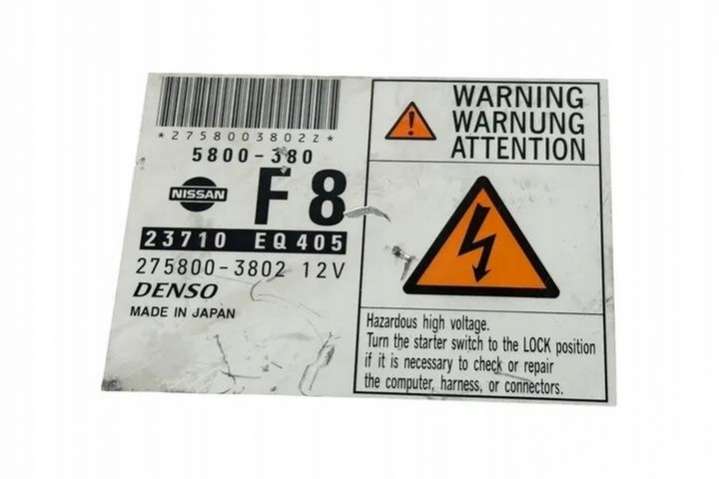 *275800380​2Z*
5800-380
NISSAN
F8
23710 EQ405
275800-3802 12V
DENSO
MADE IN JAPAN
WARNING
WARNUNG
ATTENTION
Hazardous high voltage.
Turn the starter switch to the LOCK position
if it is necessary to check or repair
the computer, harness, or connectors.